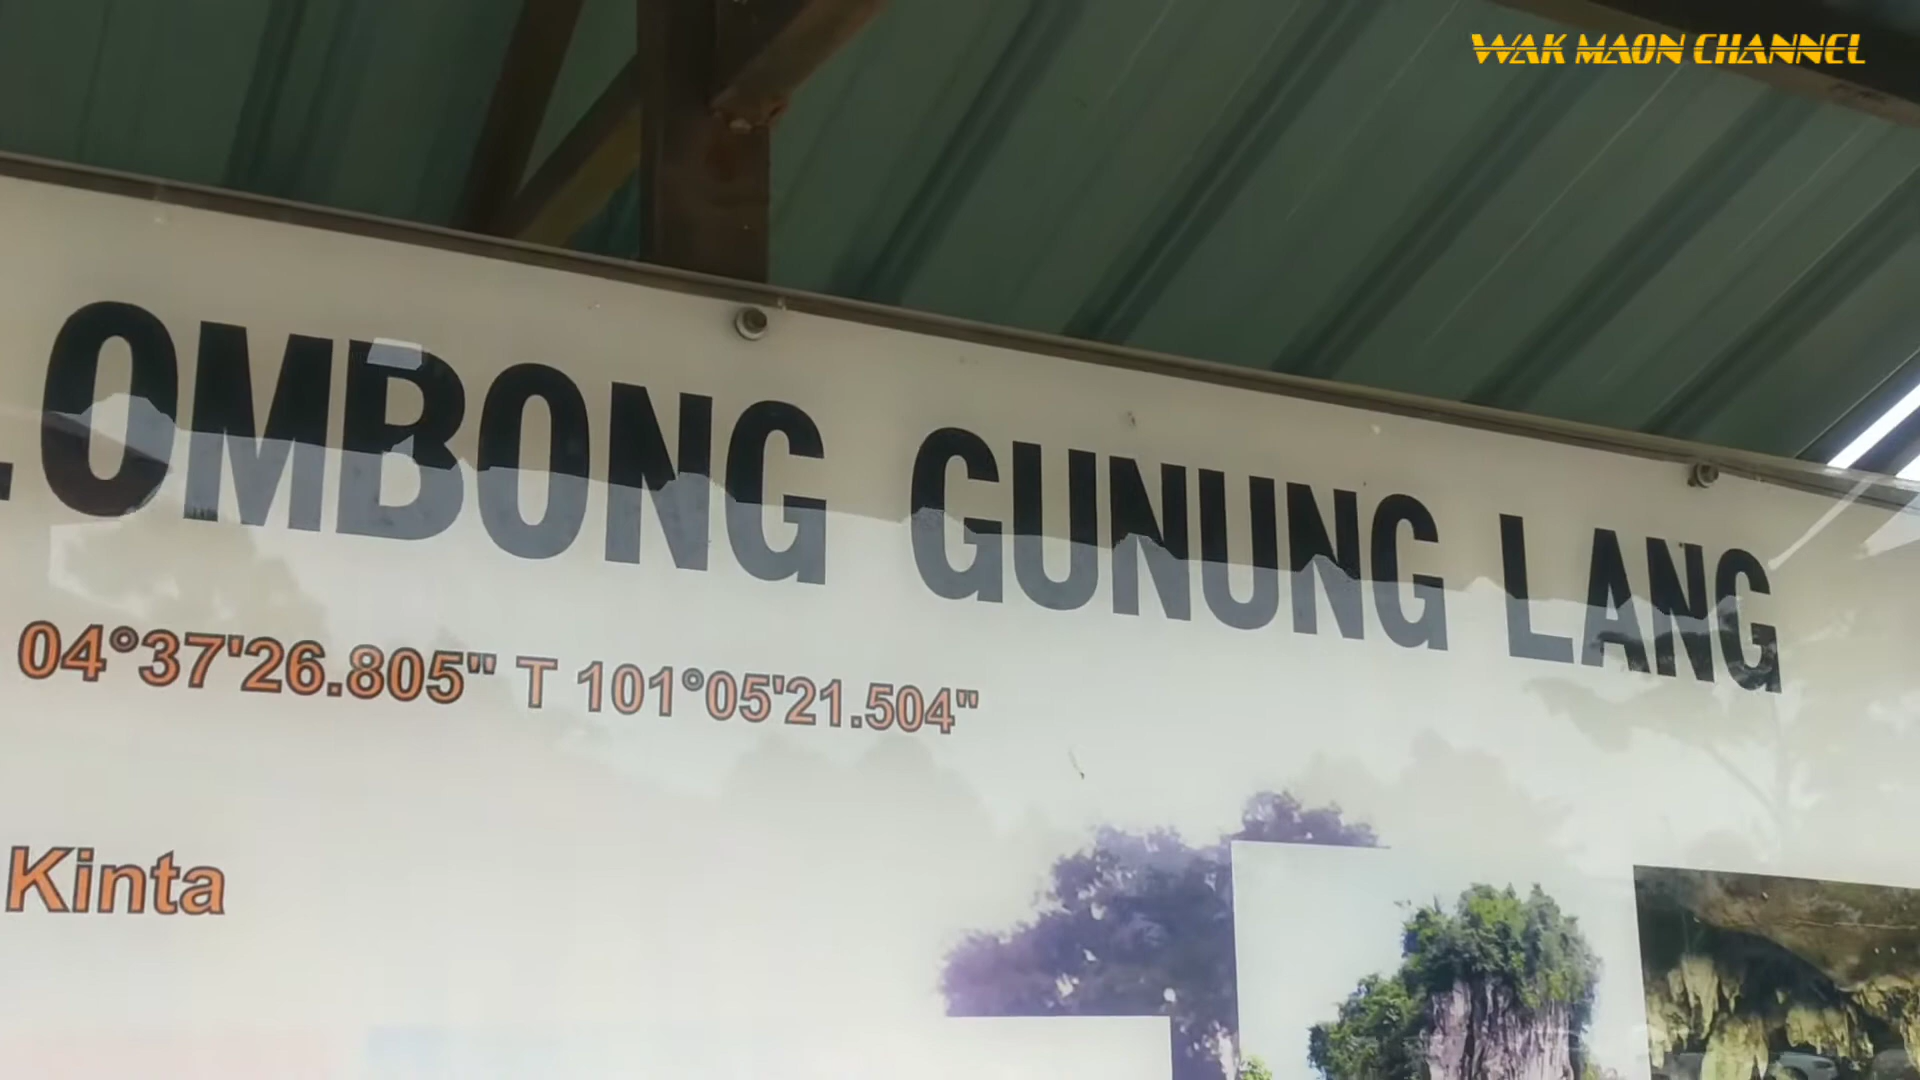 WAK MAON CHANNEL
LOMBONG GUNUNG LANG
04°37'26.805" T 101°05'21.504"
Kinta